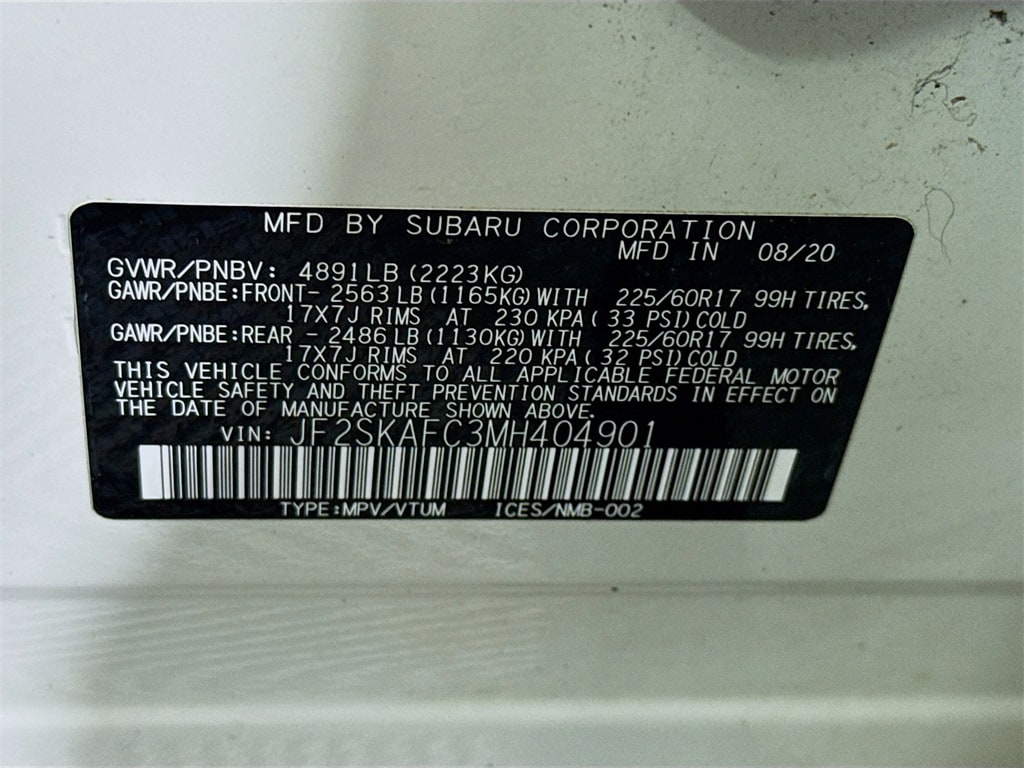 MFD BY SUBARU CORPORATION
MFD IN 08/20
GVWR/PNBV: 4891LB (2223KG)
GAWR/PNBE:FRONT- 2563LB (1165KG) WITH 225/60R17 99H TIRES,
17X7J RIMS AT 230 KPA ( 33 PSI) COLD
GAWR/PNBE:REAR - 2486LB (1130KG) WITH 225/60R17 99H TIRES,
17X7J RIMS AT 220 KPA ( 32 PSI) COLD
THIS VEHICLE CONFORMS TO ALL APPLICABLE FEDERAL MOTOR
VEHICLE SAFETY AND THEFT PREVENTION STANDARDS IN EFFECT ON
THE DATE OF MANUFACTURE SHOWN ABOVE.
VIN: JF2SKAFC3MH404901
TYPE:MPV/VTUM ICES/NMB-002